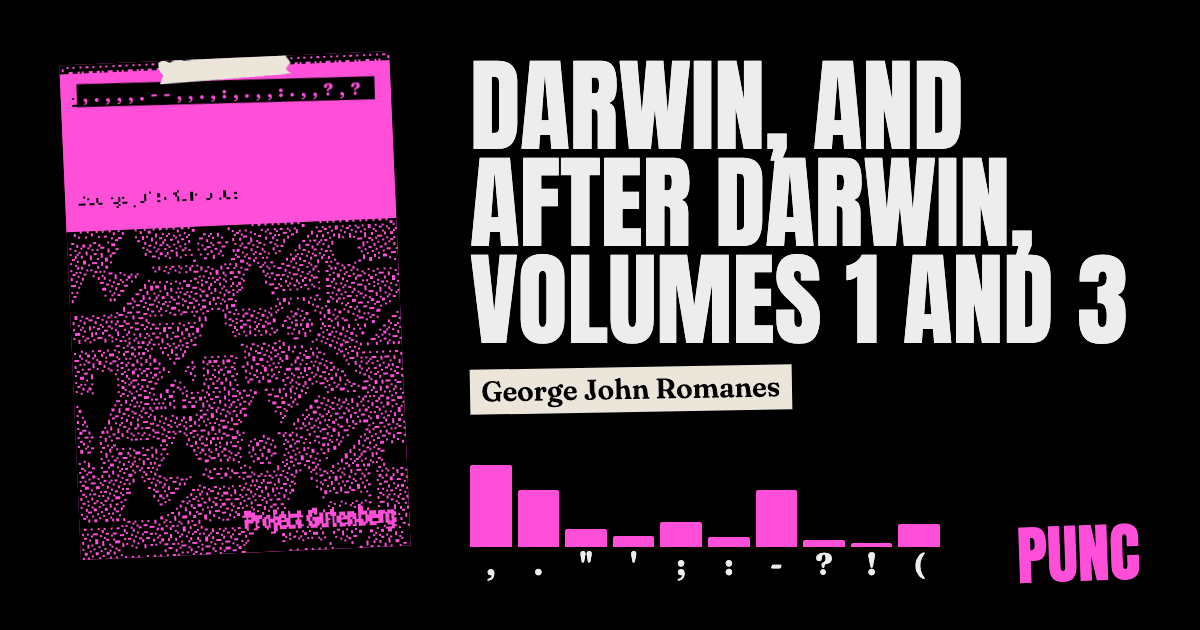 DARWIN, AND
AFTER DARWIN,
VOLUMES 1 AND 3
George John Romanes
Project Gutenberg
, . " ' ; : - ? ! (
PUNC